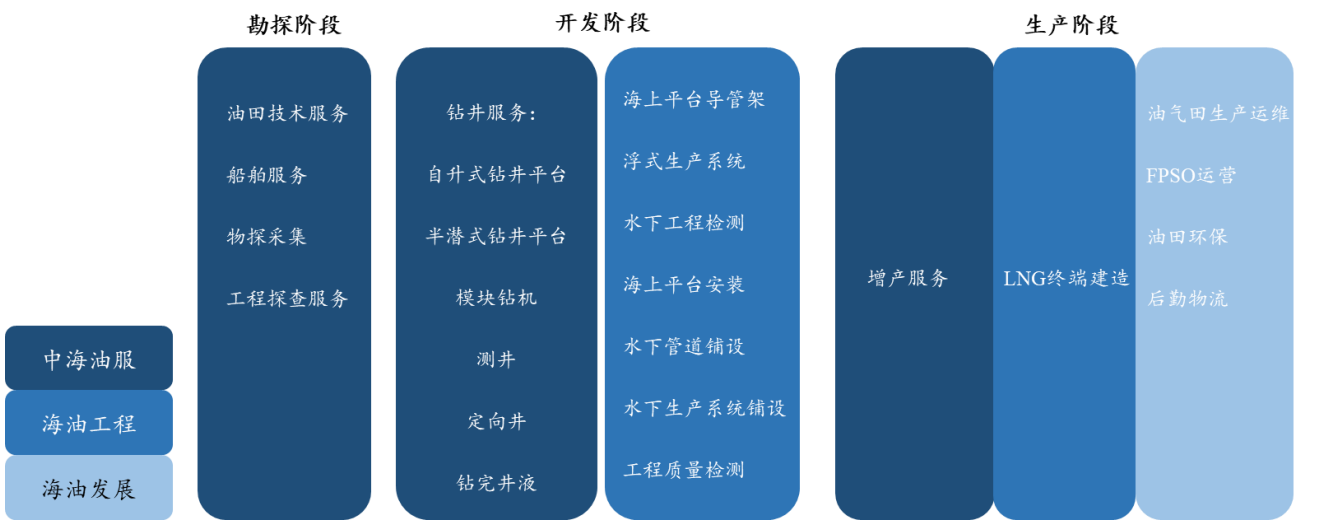 勘探阶段
开发阶段
生产阶段
油田技术服务
船舶服务
物探采集
工程探查服务
钻井服务：
自升式钻井平台
半潜式钻井平台
模块钻机
测井
定向井
钻完井液
海上平台导管架
浮式生产系统
水下工程检测
海上平台安装
水下管道铺设
水下生产系统铺设
工程质量检测
增产服务
LNG终端建造
油气田生产运维
FPSO运营
油田环保
后勤物流
中海油服
海油工程
海油发展